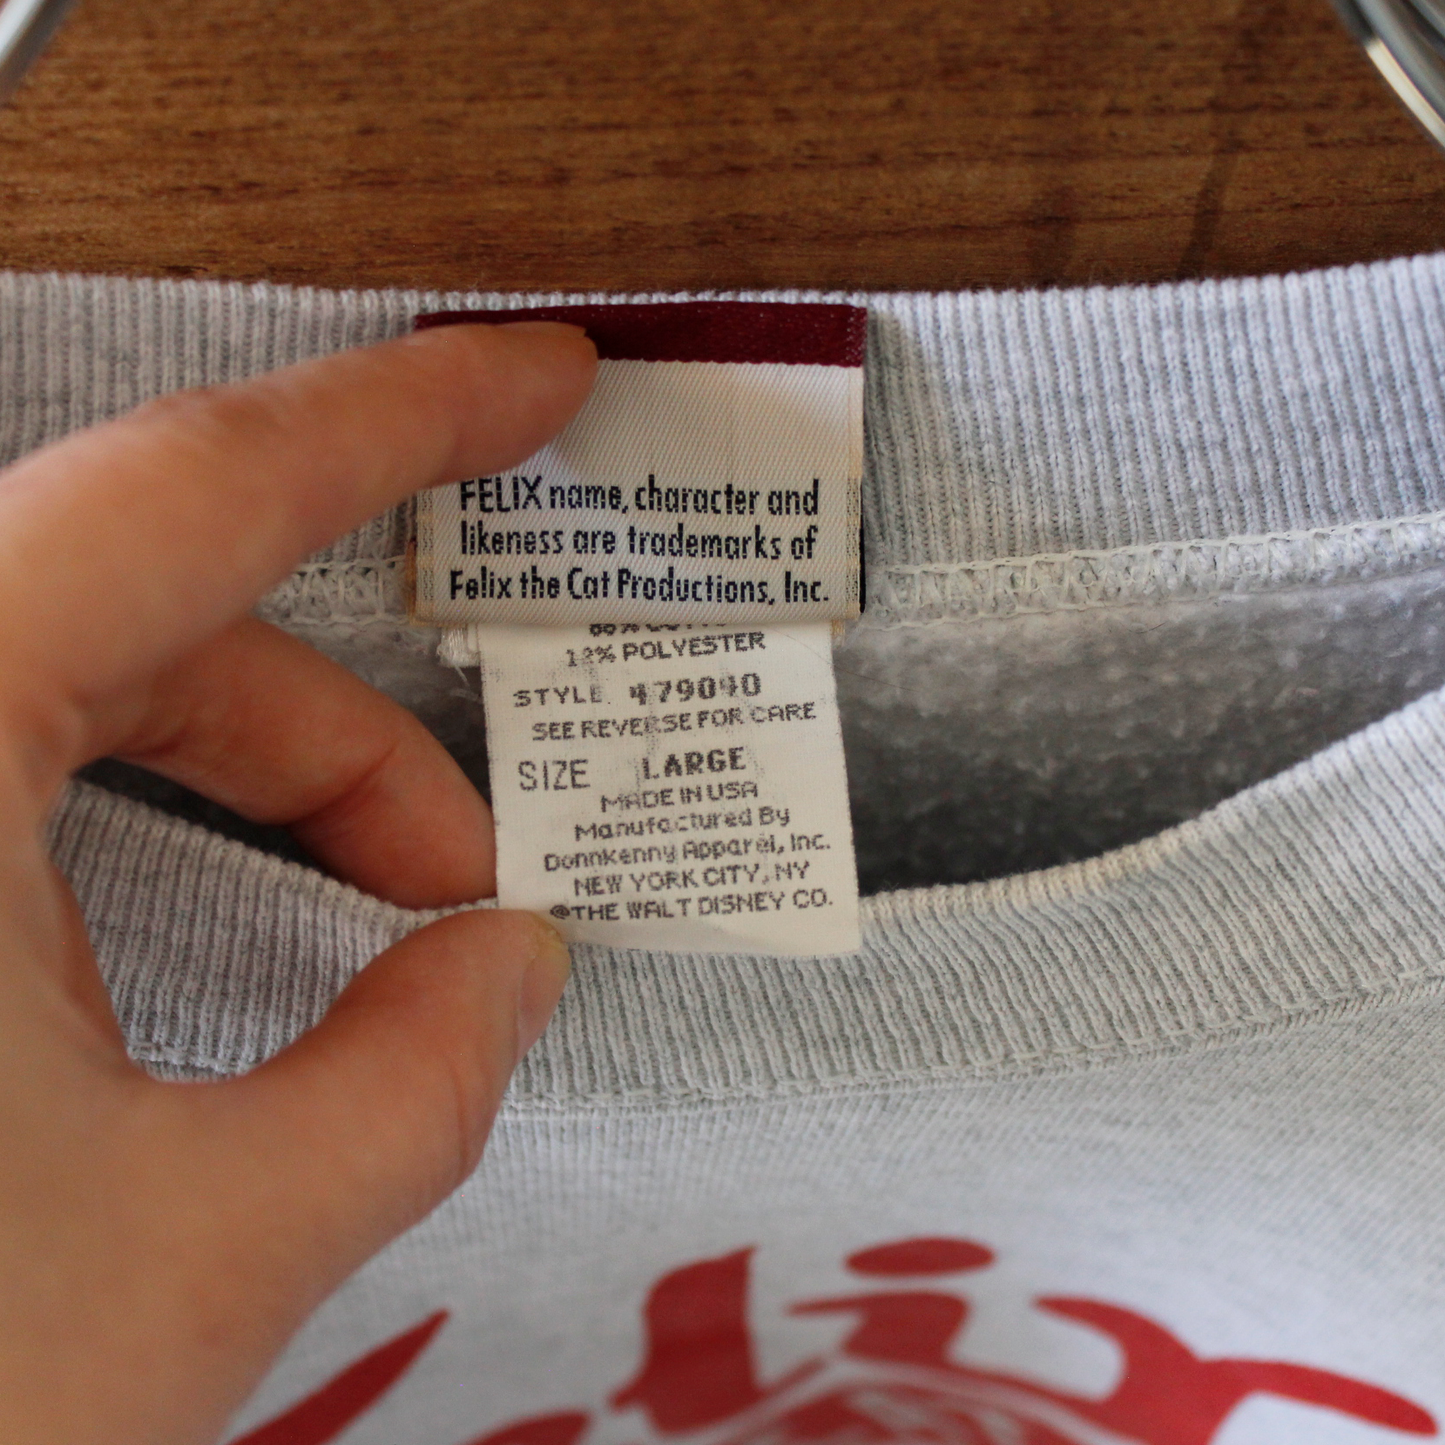 FELIX name, character and
likeness are trademarks of
Felix the Cat Productions, Inc.
12% POLYESTER
STYLE 479040
SEE REVERSE FOR CARE
SIZE LARGE
MADE IN USA
Manufactured By
Donnkenny Apparel, Inc.
NEW YORK CITY, NY
©THE WALT DISNEY CO.